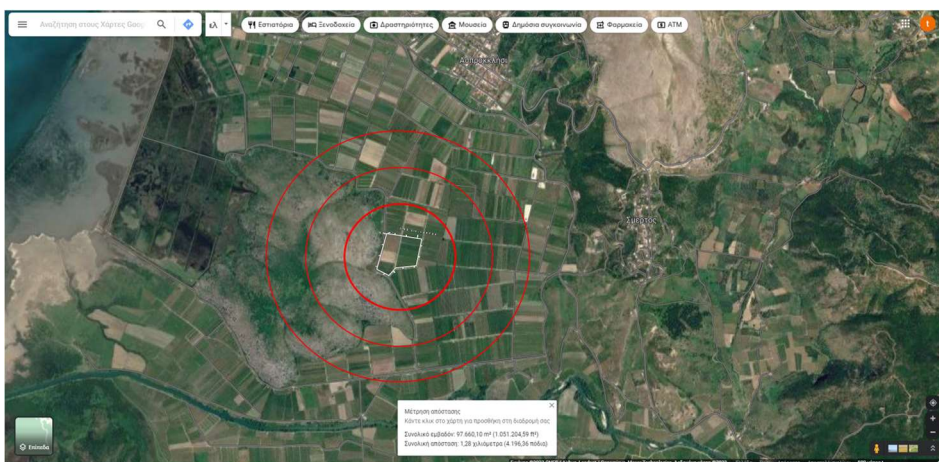 Αναζήτηση στους Χάρτες Goog
ελ
Εστιατόρια
Ξενοδοχεία
Δραστηριότητες
Μουσεία
Δημόσια συγκοινωνία
Φαρμακεία
ATM
t
Ασπροκκλήσι
Σμέρτος
Μέτρηση απόστασης
Κάντε κλικ στο χάρτη για προσθήκη στη διαδρομή σας
Συνολικό εμβαδόν: 97.660,10 m² (1.051.204,59 ft²)
Συνολική απόσταση: 1,28 χιλιόμετρα (4.196,36 πόδια)
Επίπεδα